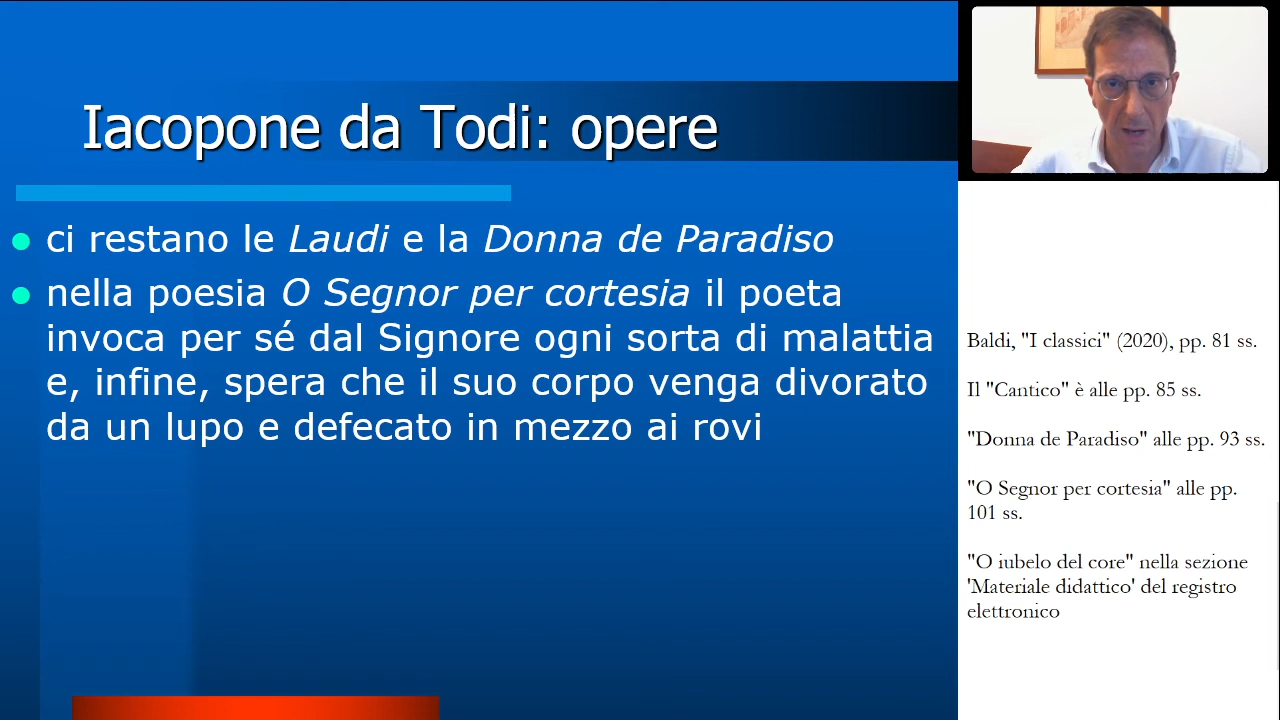 Iacopone da Todi: opere
ci restano le Laudi e la Donna de Paradiso
nella poesia O Segnor per cortesia il poeta
invoca per sé dal Signore ogni sorta di malattia
e, infine, spera che il suo corpo venga divorato
da un lupo e defecato in mezzo ai rovi
Baldi, "I classici" (2020), pp. 81 ss.
Il "Cantico" è alle pp. 85 ss.
"Donna de Paradiso" alle pp. 93 ss.
"O Segnor per cortesia" alle pp.
101 ss.
"O iubelo del core" nella sezione
'Materiale didattico' del registro
elettronico